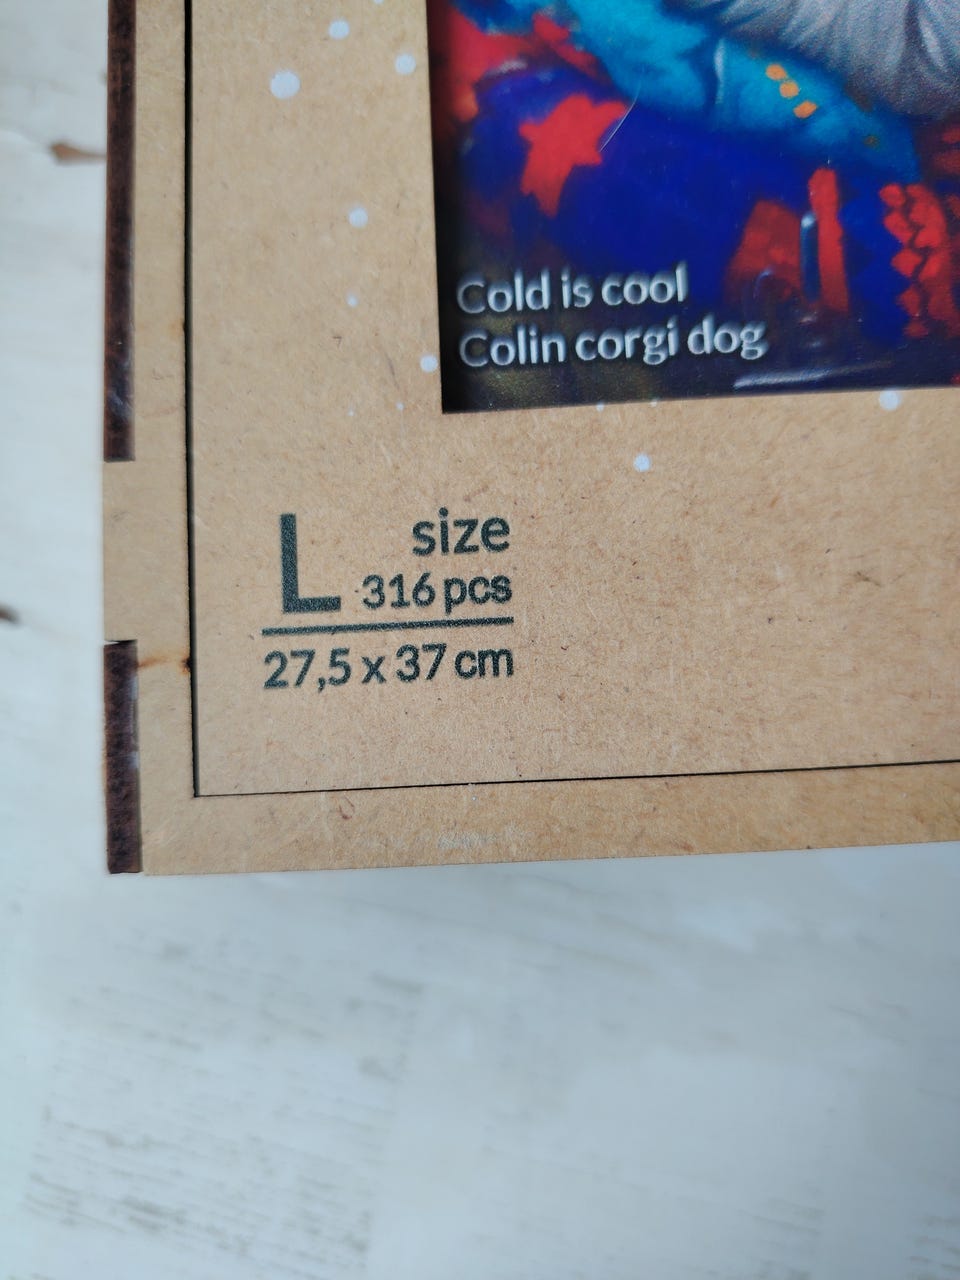 Cold is cool
Colin corgi dog
L size
316 pcs
27,5 x 37 cm